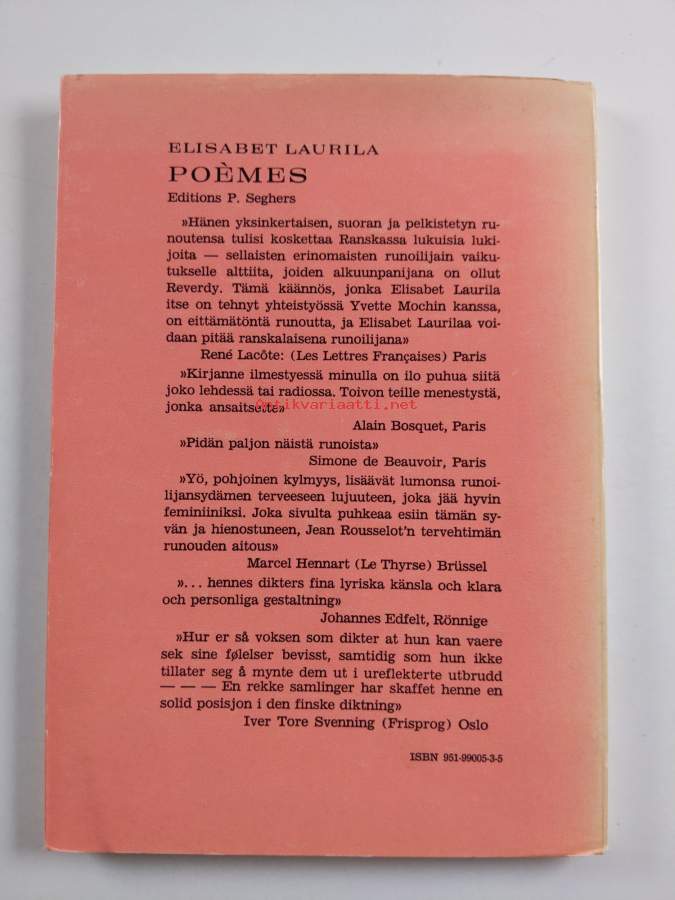 ELISABET LAURILA
POÈMES
Editions P. Seghers
»Hänen yksinkertaisen, suoran ja pelkistetyn ru-
noutensa tulisi koskettaa Ranskassa lukuisia luki-
joita — sellaisten erinomaisten runoilijain vaiku-
tukselle alttiita, joiden alkuunpanijana on ollut
Reverdy. Tämä käännös, jonka Elisabet Laurila
itse on tehnyt yhteistyössä Yvette Mochin kanssa,
on eittämätöntä runoutta, ja Elisabet Laurilaa voi-
daan pitää ranskalaisena runoilijana»
René Lacôte: (Les Lettres Françaises) Paris
»Kirjanne ilmestyessä minulla on ilo puhua siitä
joko lehdessä tai radiossa. Toivon teille menestystä,
jonka ansaitsette»
Antikvariaatti.net
Alain Bosquet, Paris
»Pidän paljon näistä runoista»
Simone de Beauvoir, Paris
»Yö, pohjoinen kylmyys, lisäävät lumonsa runoi-
lijansydämen terveeseen lujuuteen, joka jää hyvin
feminiiniksi. Joka sivulta puhkeaa esiin tämän sy-
vän ja hienostuneen, Jean Rousselot'n tervehtimän
runouden aitous»
Marcel Hennart (Le Thyrse) Brüssel
»... hennes dikters fina lyriska känsla och klara
och personliga gestaltning»
Johannes Edfelt, Rönnige
»Hur er så voksen som dikter at hun kan vaere
sek sine følelser bevisst, samtidig som hun ikke
tillater seg å mynte dem ut i ureflekterte utbrudd
— — — En rekke samlinger har skaffet henne en
solid posisjon i den finske diktning»
Iver Tore Svenning (Frisprog) Oslo
ISBN 951-99005-3-5